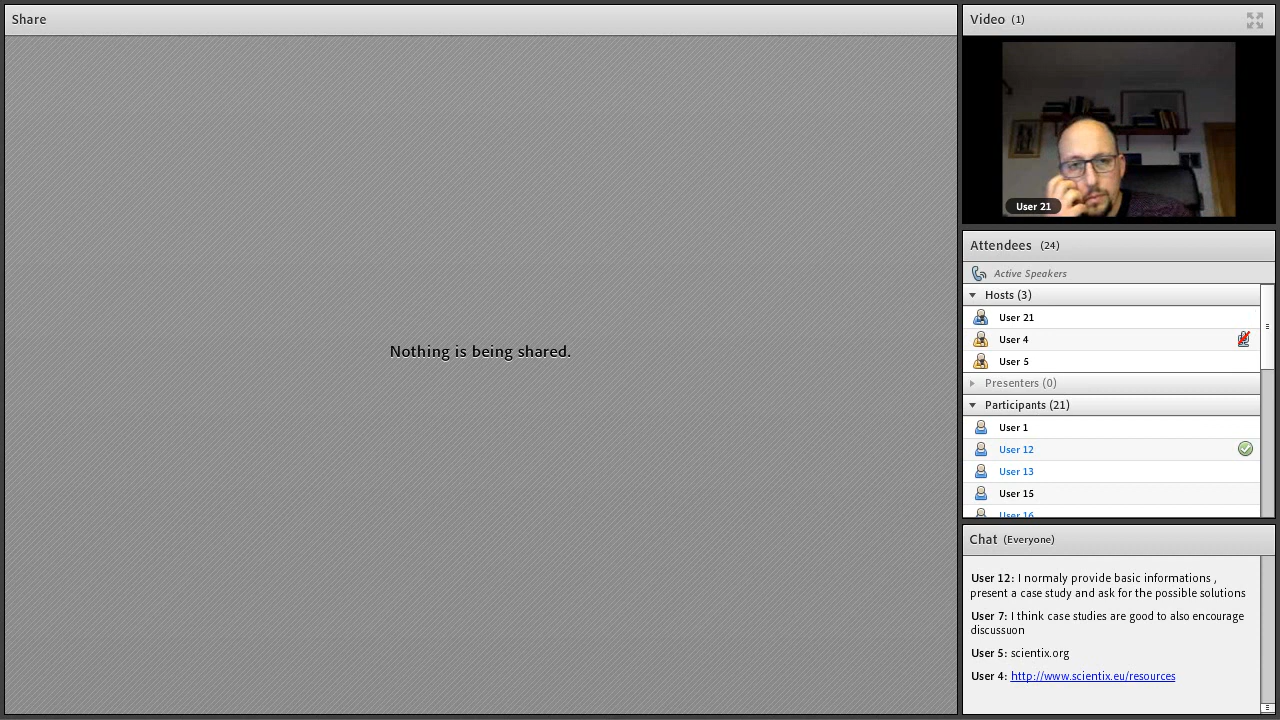 Share
Nothing is being shared.
Video (1)
User 21
Attendees (24)
Active Speakers
Hosts (3)
User 21
User 4
User 5
Presenters (0)
Participants (21)
User 1
User 12
User 13
User 15
User 16
Chat (Everyone)
User 12: I normaly provide basic informations ,
present a case study and ask for the possible solutions
User 7: I think case studies are good to also encourage
discussuon
User 5: scientix.org
User 4: http://www.scientix.eu/resources